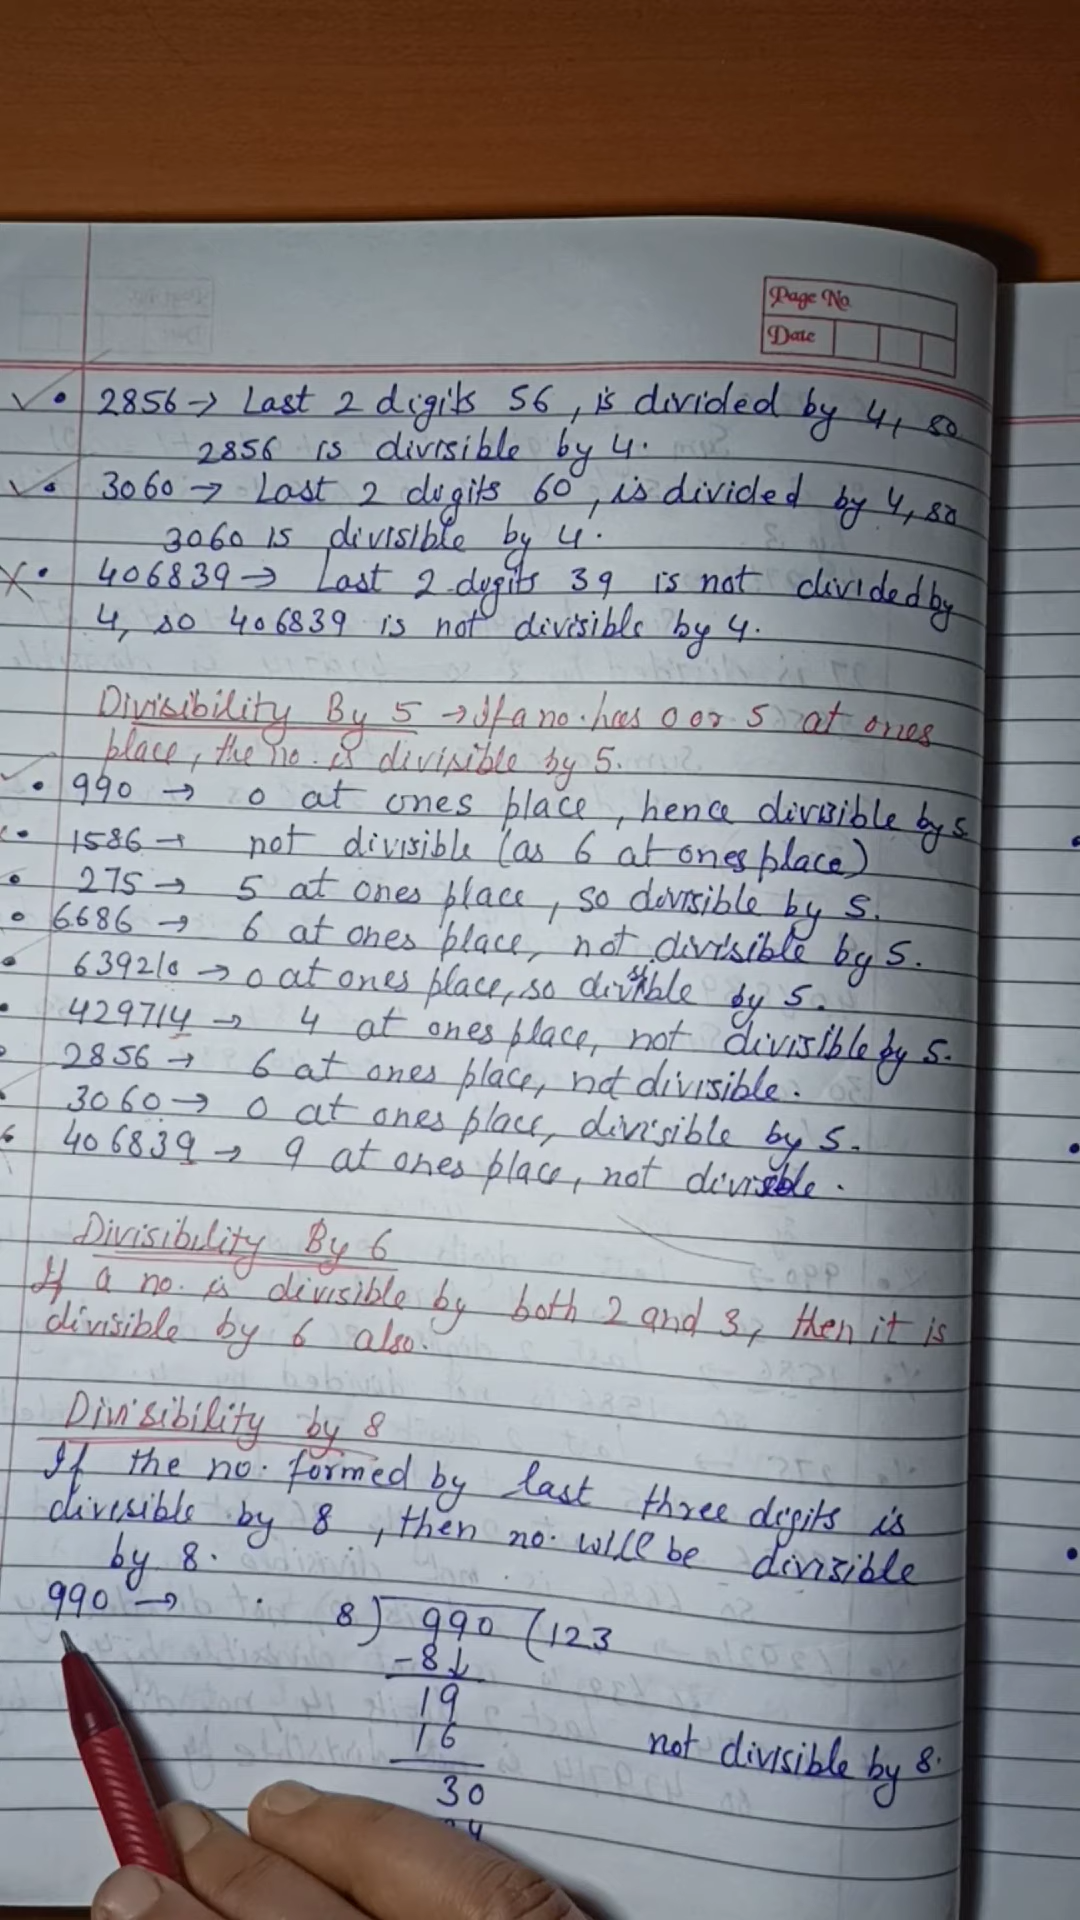 Page No.
Date
• 2856 → Last 2 digits 56, is divided by 4, so
2856 is divisible by 4.
• 3060 → Last 2 digits 60, is divided by 4, so
3060 is divisible by 4.
• 406839 → Last 2 digits 39 is not divided by
4, so 406839 is not divisible by 4.
Divisibility By 5 → If a no. has 0 or 5 at ones
place, the no. is divisible by 5.
• 990 → 0 at ones place, hence divisible by 5
• 1586 → not divisible (as 6 at ones place)
• 275 → 5 at ones place, so divisible by 5.
• 6686 → 6 at ones place, not divisible by 5.
• 639210 → 0 at ones place, so divisible by 5.
• 429714 → 4 at ones place, not divisible by 5.
2856 → 6 at ones place, not divisible.
3060 → 0 at ones place, divisible by 5.
406839 → 9 at ones place, not divisible.
Divisibility By 6
If a no. is divisible by both 2 and 3, then it is
divisible by 6 also.
Divisibility by 8
If the no. formed by last three digits is
divisible by 8, then no. will be divisible
by 8.
990 → 8) 990 (123
-8↓
19
16
not divisible by 8.
30